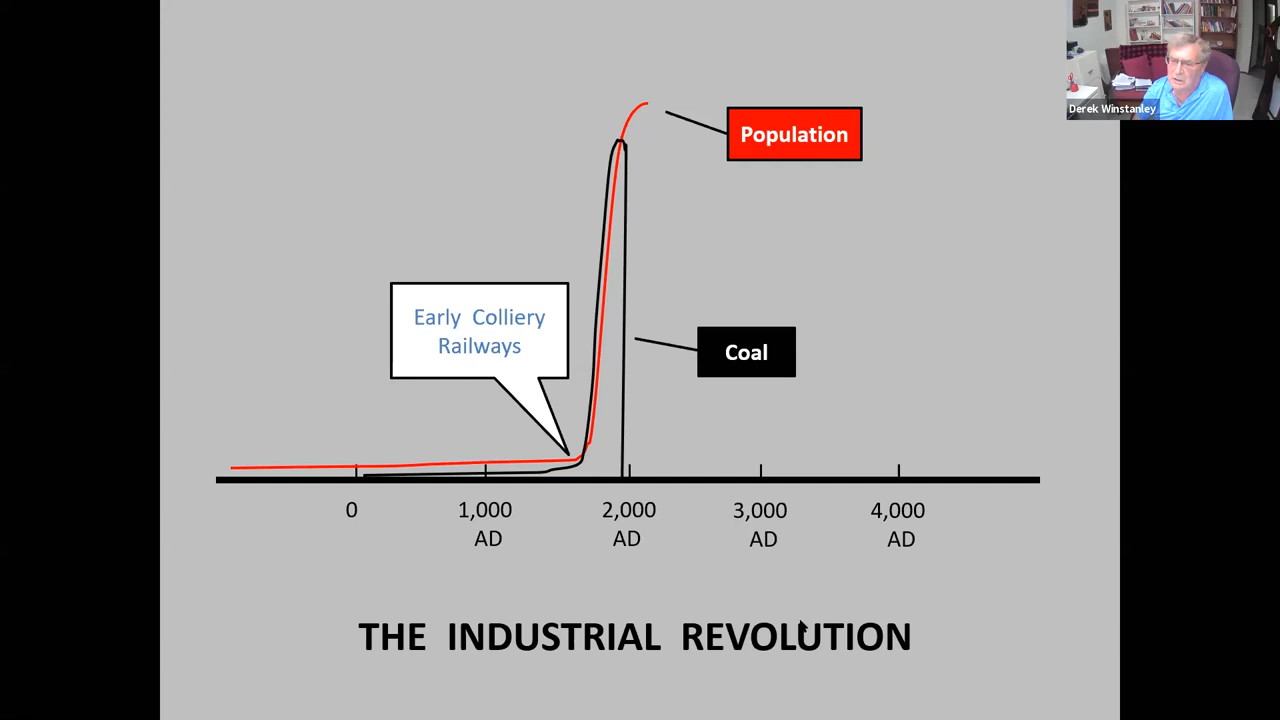 Derek Winstanley
Population
Early Colliery
Railways
Coal
0
1,000
AD
2,000
AD
3,000
AD
4,000
AD
THE INDUSTRIAL REVOLUTION